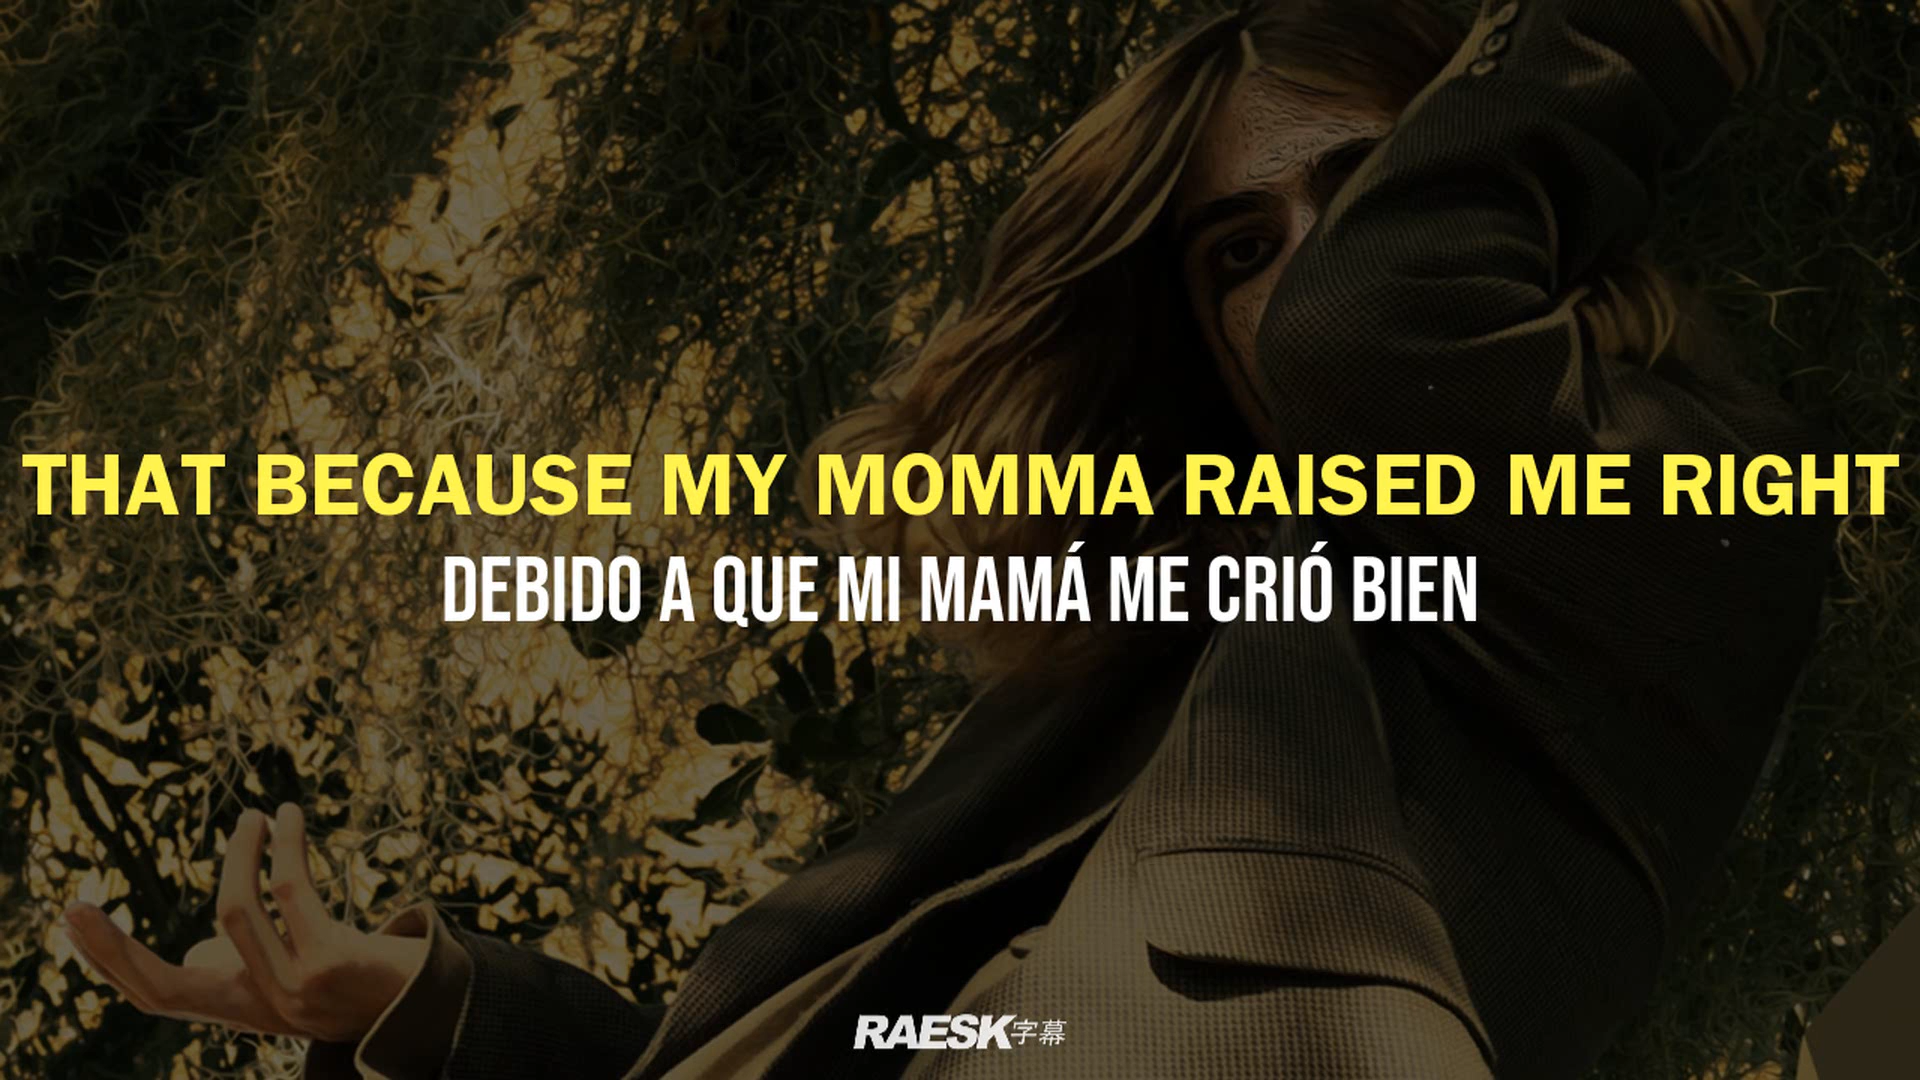 THAT BECAUSE MY MOMMA RAISED ME RIGHT
DEBIDO A QUE MI MAMÁ ME CRIÓ BIEN
RAESK字幕